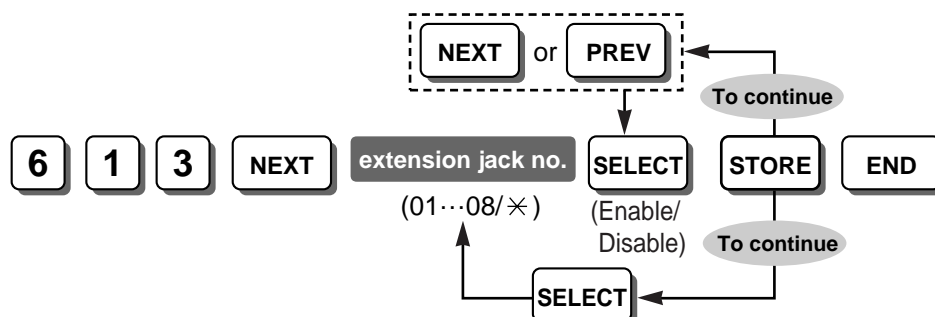 NEXT or PREV
To continue
6 1 3 NEXT extension jack no. SELECT STORE END
(01···08/✳) (Enable/
Disable)
To continue
SELECT